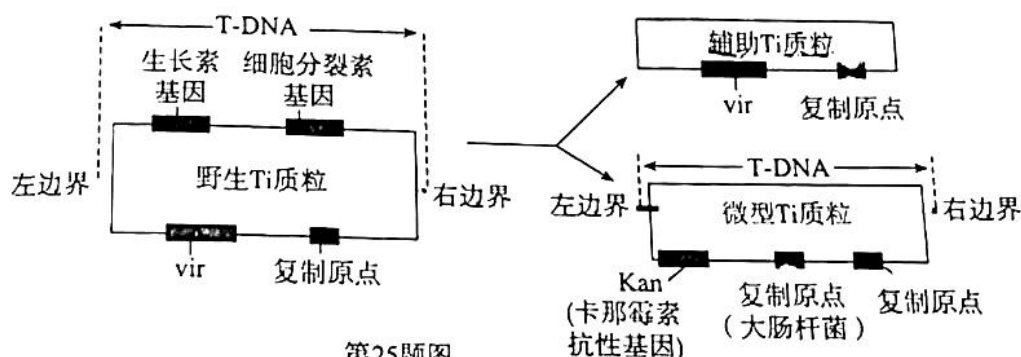 T-DNA
生长素
基因
细胞分裂素
基因
左边界
野生Ti质粒
右边界
vir
复制原点
辅助Ti质粒
vir
复制原点
T-DNA
左边界
微型Ti质粒
右边界
Kan
(卡那霉素
抗性基因)
复制原点
(大肠杆菌)
复制原点
第25题图